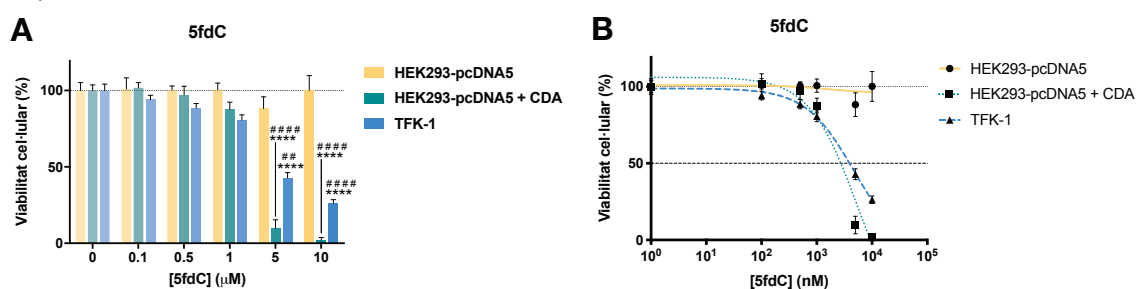 A
5fdC
Viabilitat cel·lular (%)
100
50
0
0 0.1 0.5 1 5 10
[5fdC] (μM)
####
****
##
****
####
****
####
****
HEK293-pcDNA5
HEK293-pcDNA5 + CDA
TFK-1
B
5fdC
Viabilitat cel·lular (%)
100
50
0
10⁰ 10¹ 10² 10³ 10⁴ 10⁵
[5fdC] (nM)
HEK293-pcDNA5
HEK293-pcDNA5 + CDA
TFK-1